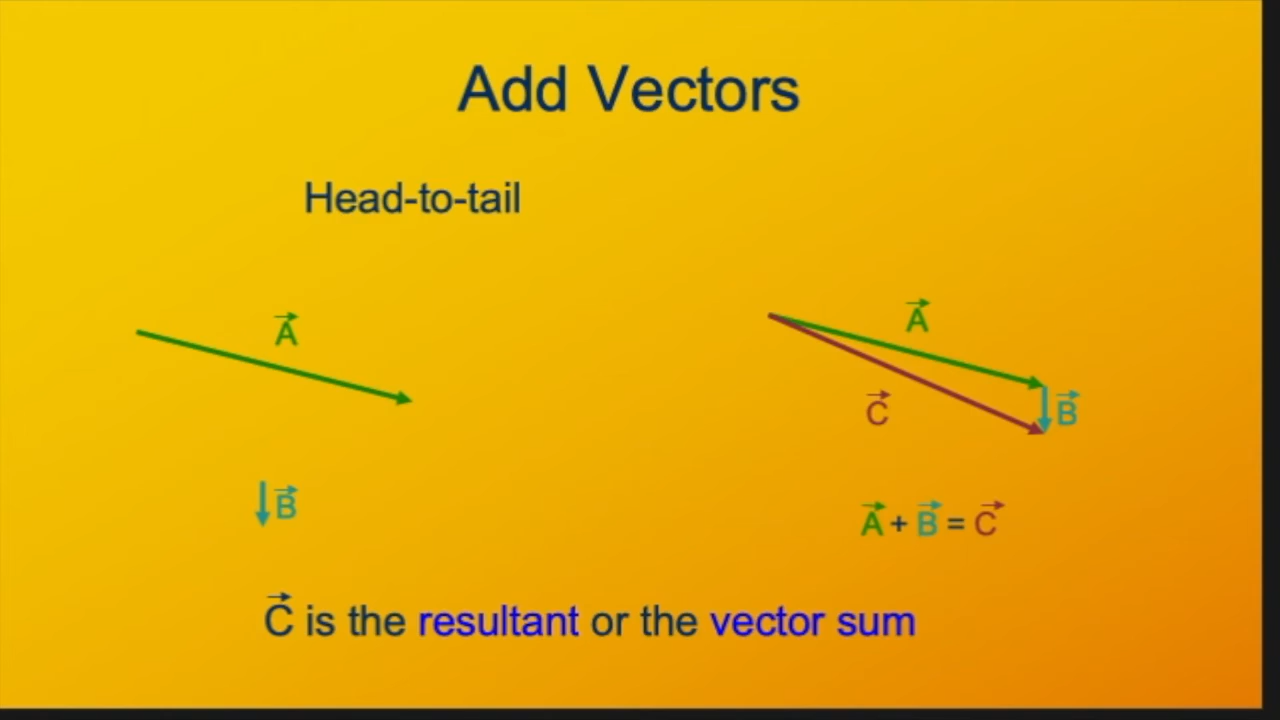 Add Vectors
Head-to-tail
A⃗
B⃗
A⃗
C⃗
B⃗
A⃗ + B⃗ = C⃗
C⃗ is the resultant or the vector sum